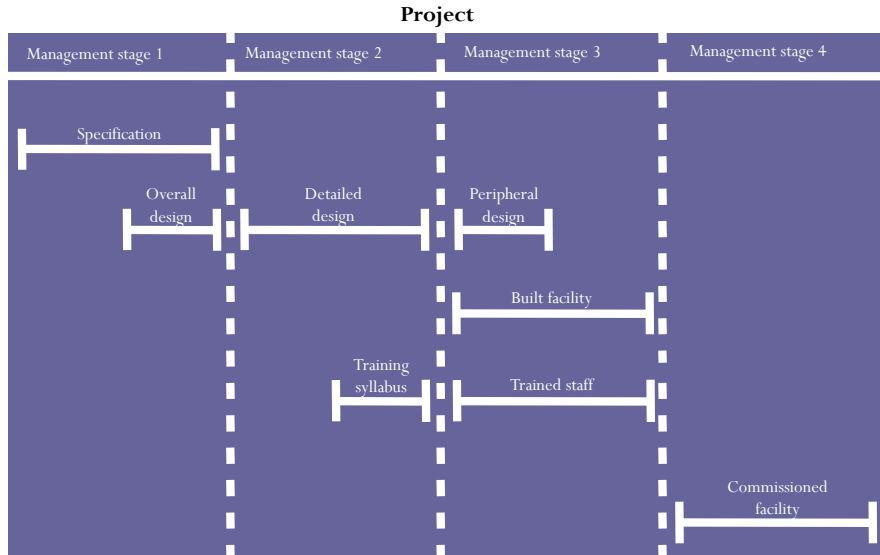 Project
Management stage 1
Management stage 2
Management stage 3
Management stage 4
Specification
Overall
design
Detailed
design
Peripheral
design
Built facility
Training
syllabus
Trained staff
Commissioned
facility